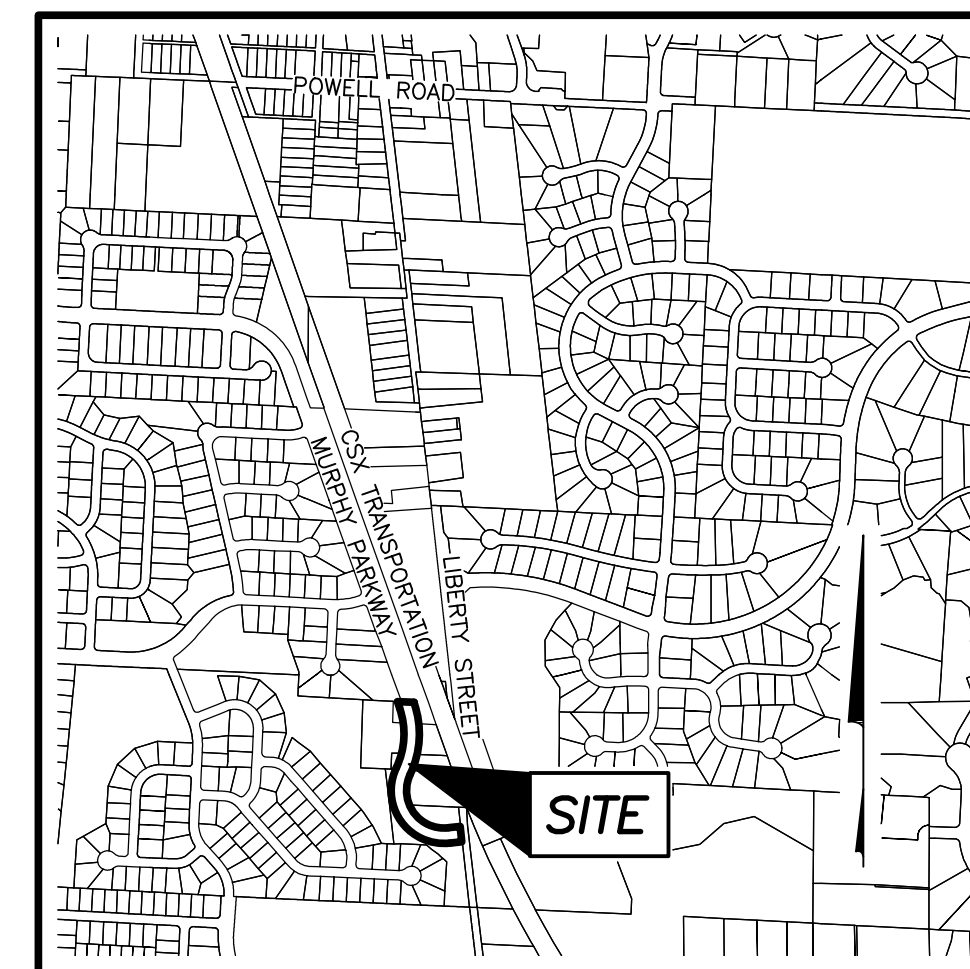 POWELL ROAD
CSX TRANSPORTATION
MURPHY PARKWAY
LIBERTY STREET
SITE